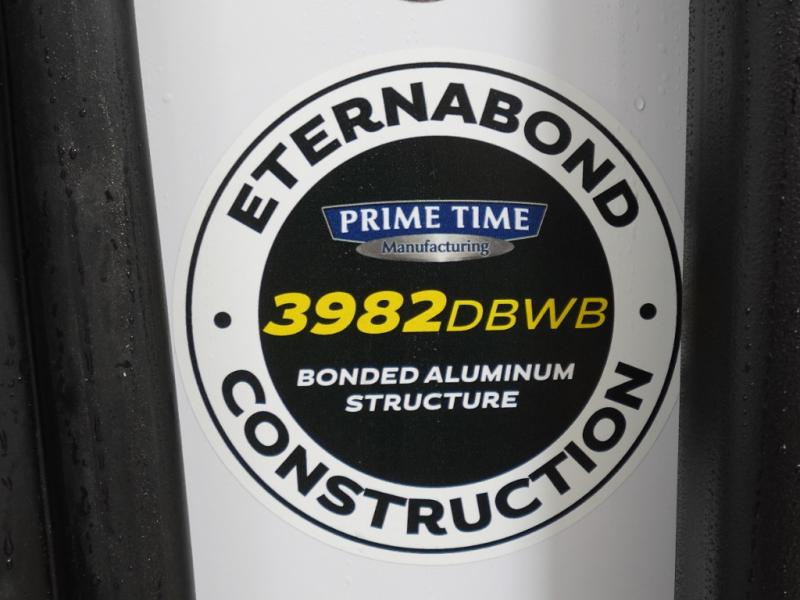 ETERNABOND
PRIME TIME
Manufacturing
3982DBWB
BONDED ALUMINUM
STRUCTURE
CONSTRUCTION